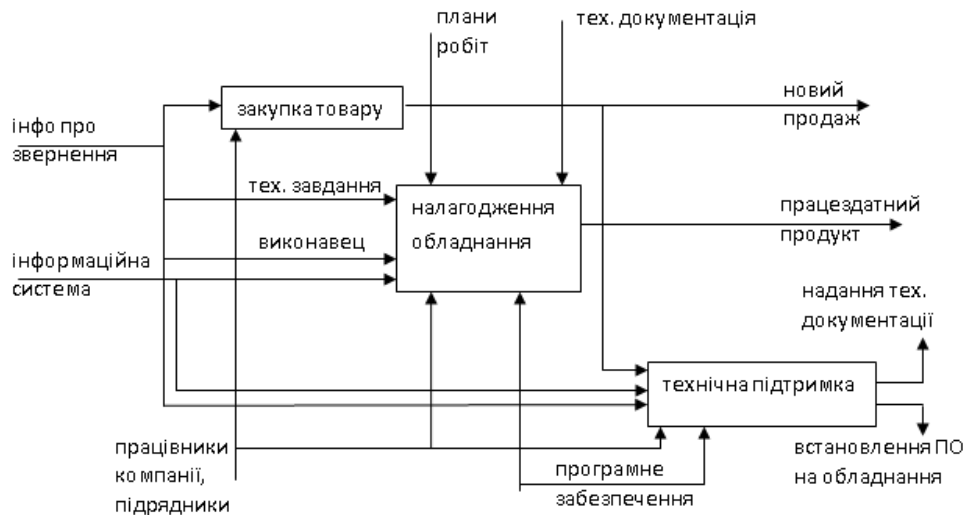 плани
робіт
тех. документація
закупка товару
новий
продаж
інфо про
звернення
тех. завдання
налагодження
обладнання
працездатний
продукт
виконавец
інформаційна
система
надання тех.
документації
технічна підтримка
працівники
компанії,
підрядники
програмне
забезпечення
встановлення ПО
на обладнання